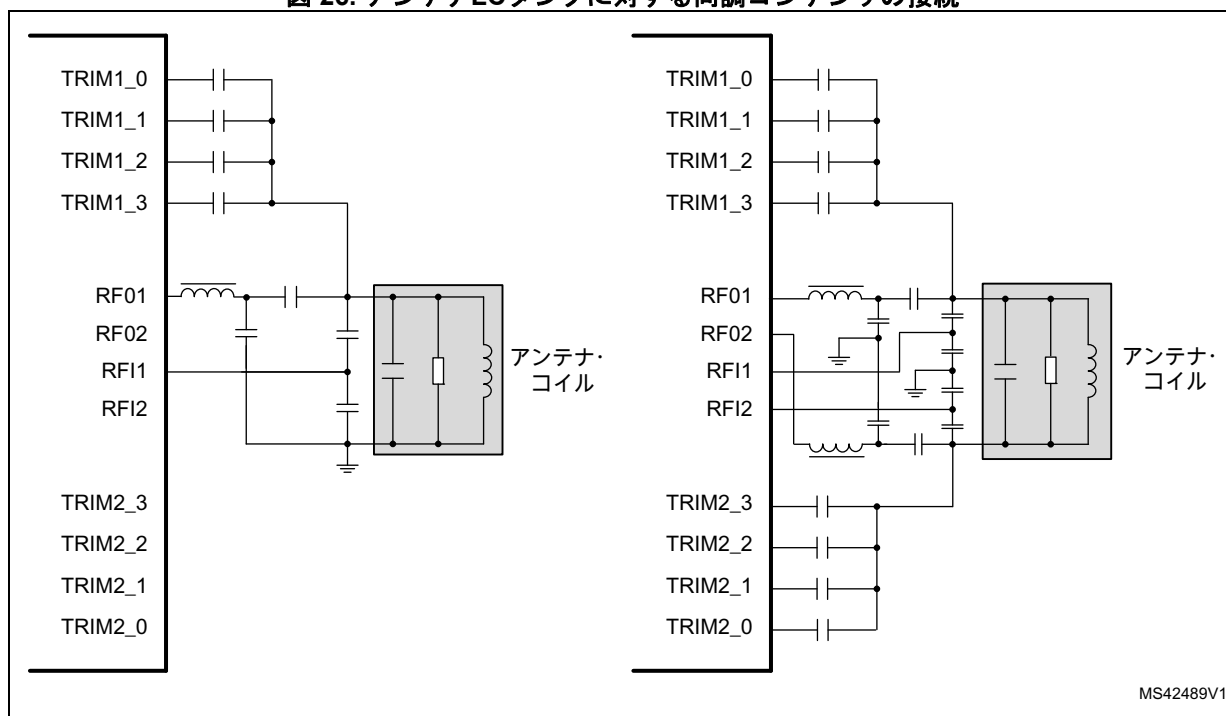 TRIM1_0
TRIM1_1
TRIM1_2
TRIM1_3
RF01
RF02
RFI1
RFI2
TRIM2_3
TRIM2_2
TRIM2_1
TRIM2_0
アンテナ・
コイル
TRIM1_0
TRIM1_1
TRIM1_2
TRIM1_3
RF01
RF02
RFI1
RFI2
TRIM2_3
TRIM2_2
TRIM2_1
TRIM2_0
アンテナ・
コイル
MS42489V1